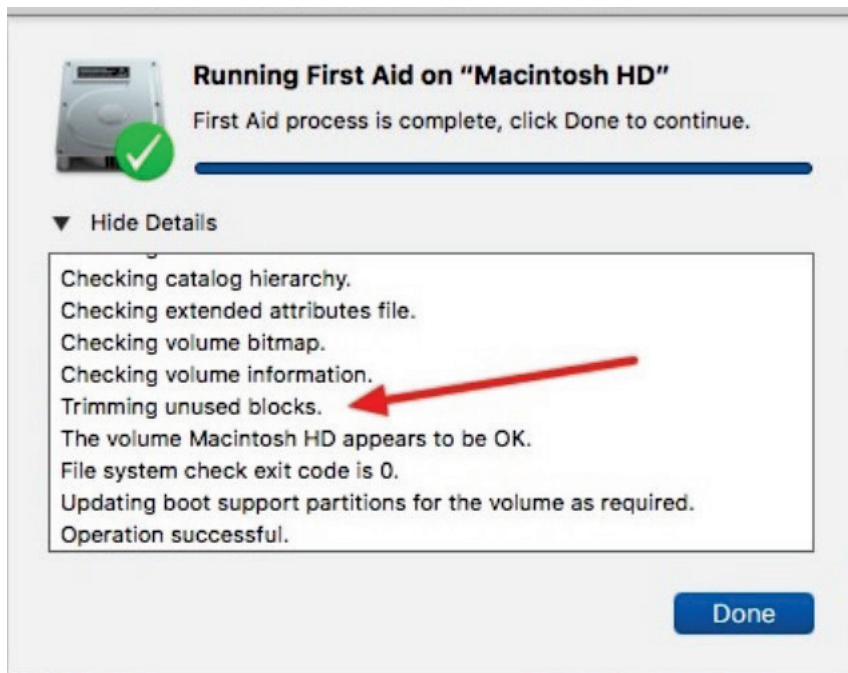 Running First Aid on “Macintosh HD”
First Aid process is complete, click Done to continue.
Hide Details
Checking catalog hierarchy.
Checking extended attributes file.
Checking volume bitmap.
Checking volume information.
Trimming unused blocks.
The volume Macintosh HD appears to be OK.
File system check exit code is 0.
Updating boot support partitions for the volume as required.
Operation successful.
Done